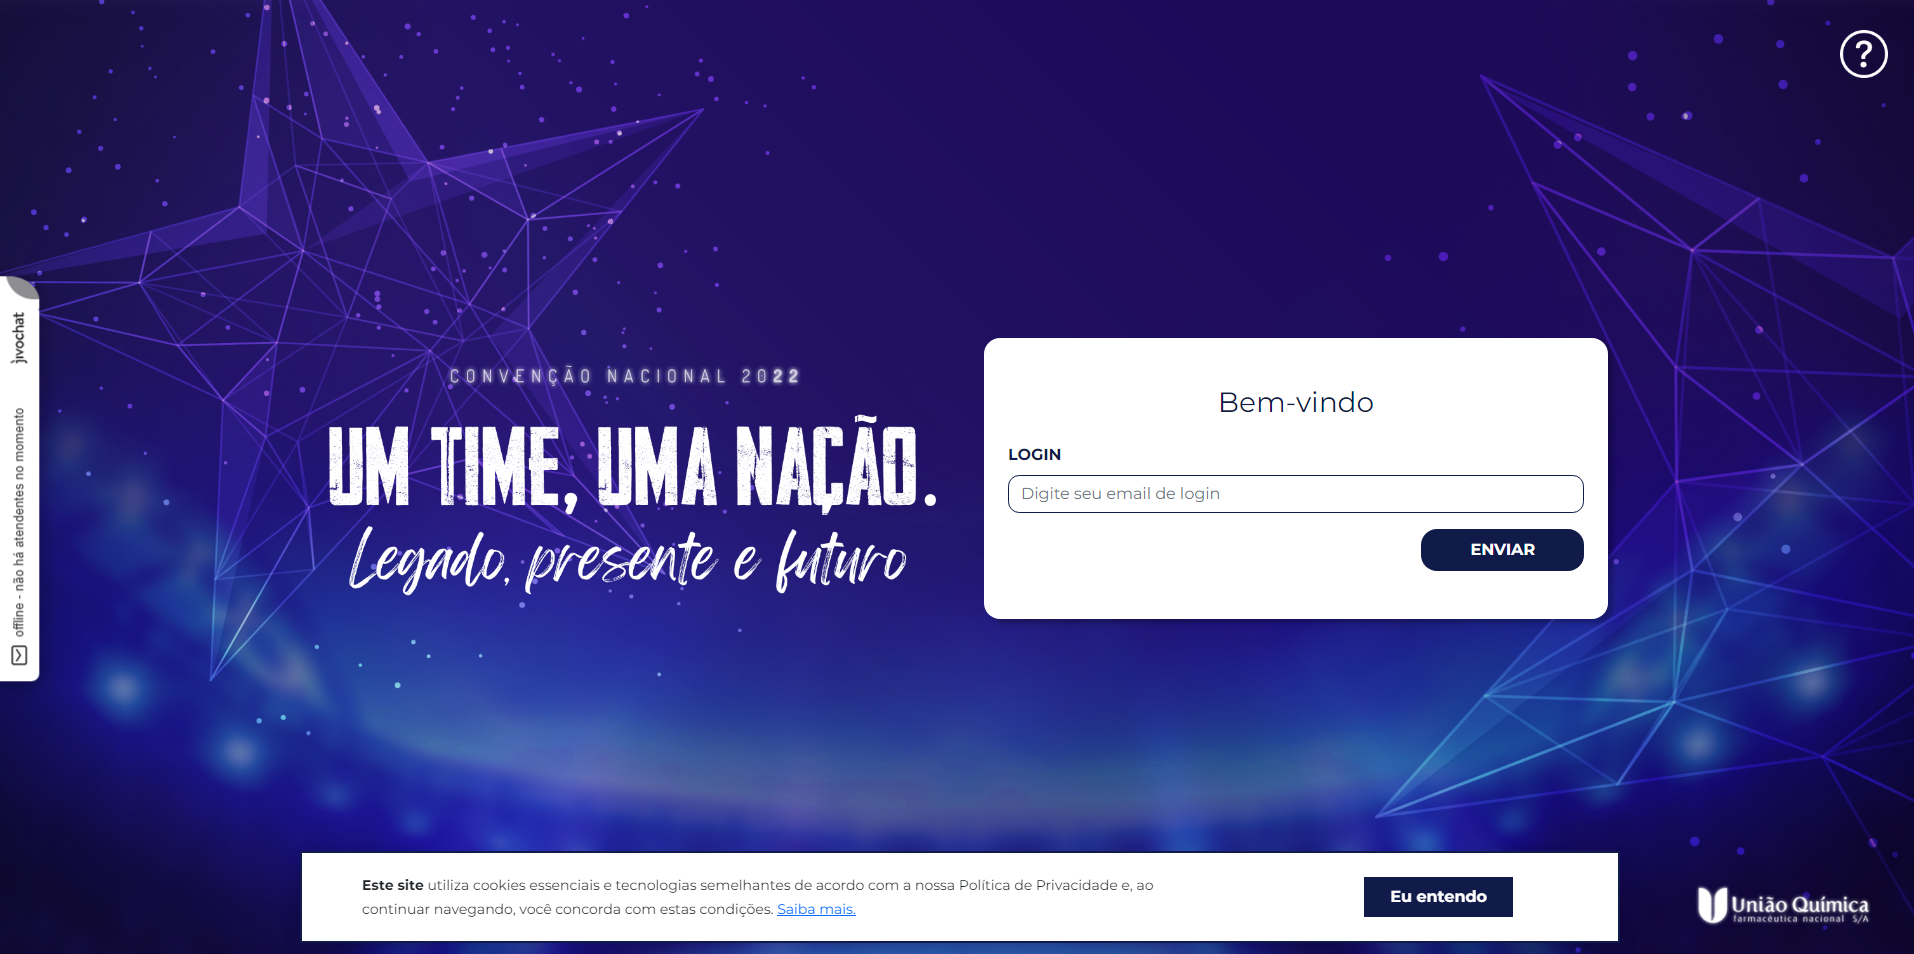 ?
CONVENÇÃO NACIONAL 2022
UM TIME, UMA NAÇÃO.
Legado, presente e futuro
Bem-vindo
LOGIN
Digite seu email de login
ENVIAR
jivochat
offline - não há atendentes no momento
Este site utiliza cookies essenciais e tecnologias semelhantes de acordo com a nossa Política de Privacidade e, ao
continuar navegando, você concorda com estas condições. Saiba mais.
Eu entendo
União Química
farmacêutica nacional S/A